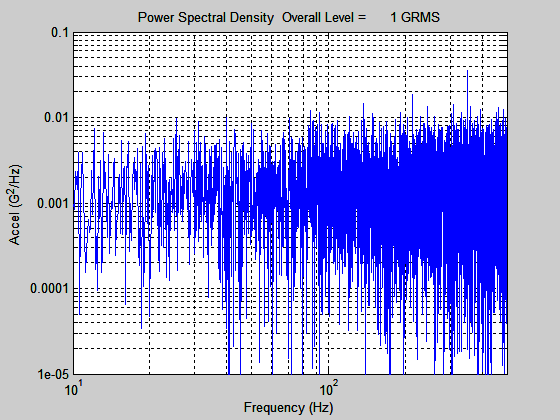 Power Spectral Density Overall Level = 1 GRMS
0.1
0.01
0.001
0.0001
1e-05
Accel (G²/Hz)
10¹ 10²
Frequency (Hz)